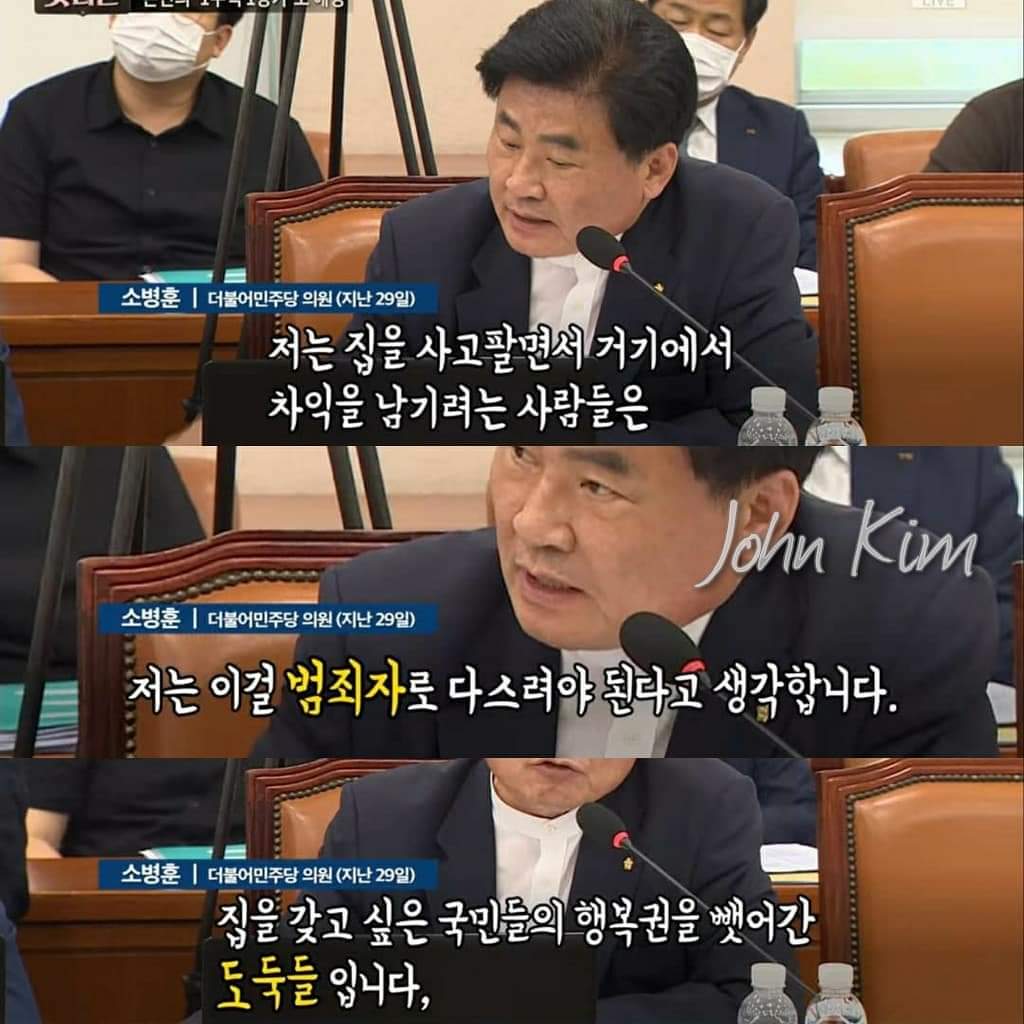 LIVE
소병훈 | 더불어민주당 의원 (지난 29일)
저는 집을 사고팔면서 거기에서
차익을 남기려는 사람들은
John Kim
소병훈 | 더불어민주당 의원 (지난 29일)
저는 이걸 범죄자로 다스려야 된다고 생각합니다.
소병훈 | 더불어민주당 의원 (지난 29일)
집을 갖고 싶은 국민들의 행복권을 뺏어간
도둑들 입니다,